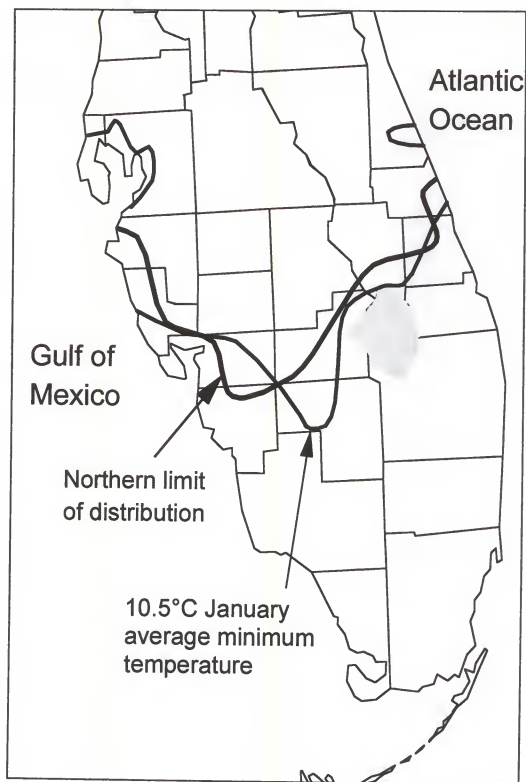 Atlantic
Ocean
Gulf of
Mexico
Northern limit
of distribution
10.5°C January
average minimum
temperature